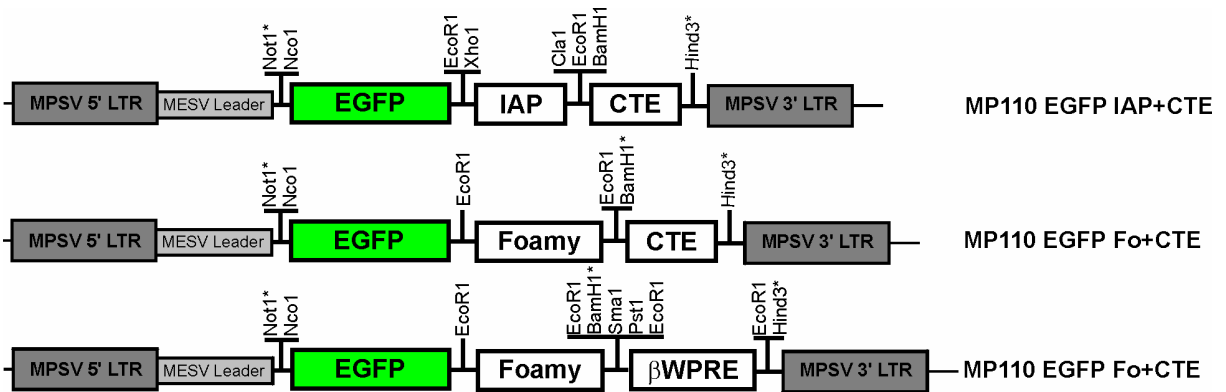 Not1*
Nco1
EcoR1
Xho1
Cla1
EcoR1
BamH1
Hind3*
MPSV 5' LTR
MESV Leader
EGFP
IAP
CTE
MPSV 3' LTR
MP110 EGFP IAP+CTE
Not1*
Nco1
EcoR1
EcoR1
BamH1*
Hind3*
MPSV 5' LTR
MESV Leader
EGFP
Foamy
CTE
MPSV 3' LTR
MP110 EGFP Fo+CTE
Not1*
Nco1
EcoR1
EcoR1
BamH1*
Sma1
Pst1
EcoR1
EcoR1
Hind3*
MPSV 5' LTR
MESV Leader
EGFP
Foamy
βWPRE
MPSV 3' LTR
MP110 EGFP Fo+CTE